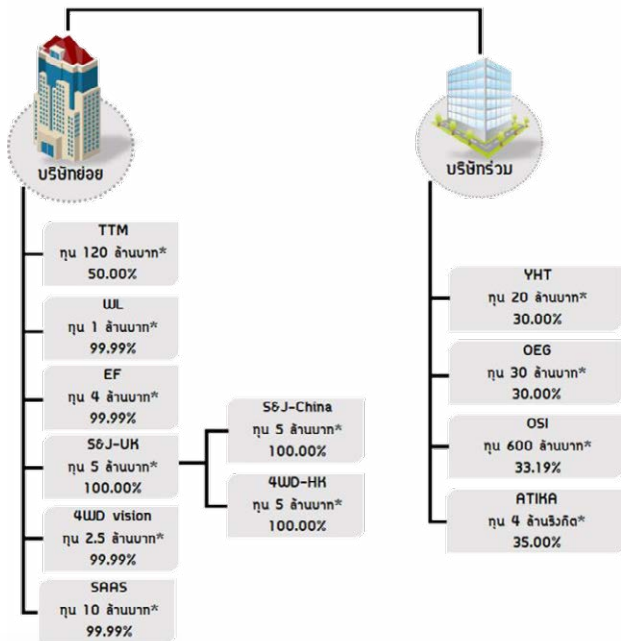 บริษัทย่อย
TTM
ทุน 120 ล้านบาท*
50.00%
WL
ทุน 1 ล้านบาท*
99.99%
EF
ทุน 4 ล้านบาท*
99.99%
S&J-UK
ทุน 5 ล้านบาท*
100.00%
S&J-China
ทุน 5 ล้านบาท*
100.00%
4WD-HK
ทุน 5 ล้านบาท*
100.00%
4WD vision
ทุน 2.5 ล้านบาท*
99.99%
SAAS
ทุน 10 ล้านบาท*
99.99%
บริษัทร่วม
YHT
ทุน 20 ล้านบาท*
30.00%
OEG
ทุน 30 ล้านบาท*
30.00%
OSI
ทุน 600 ล้านบาท*
33.19%
ATIKA
ทุน 4 ล้านริงกิต*
35.00%